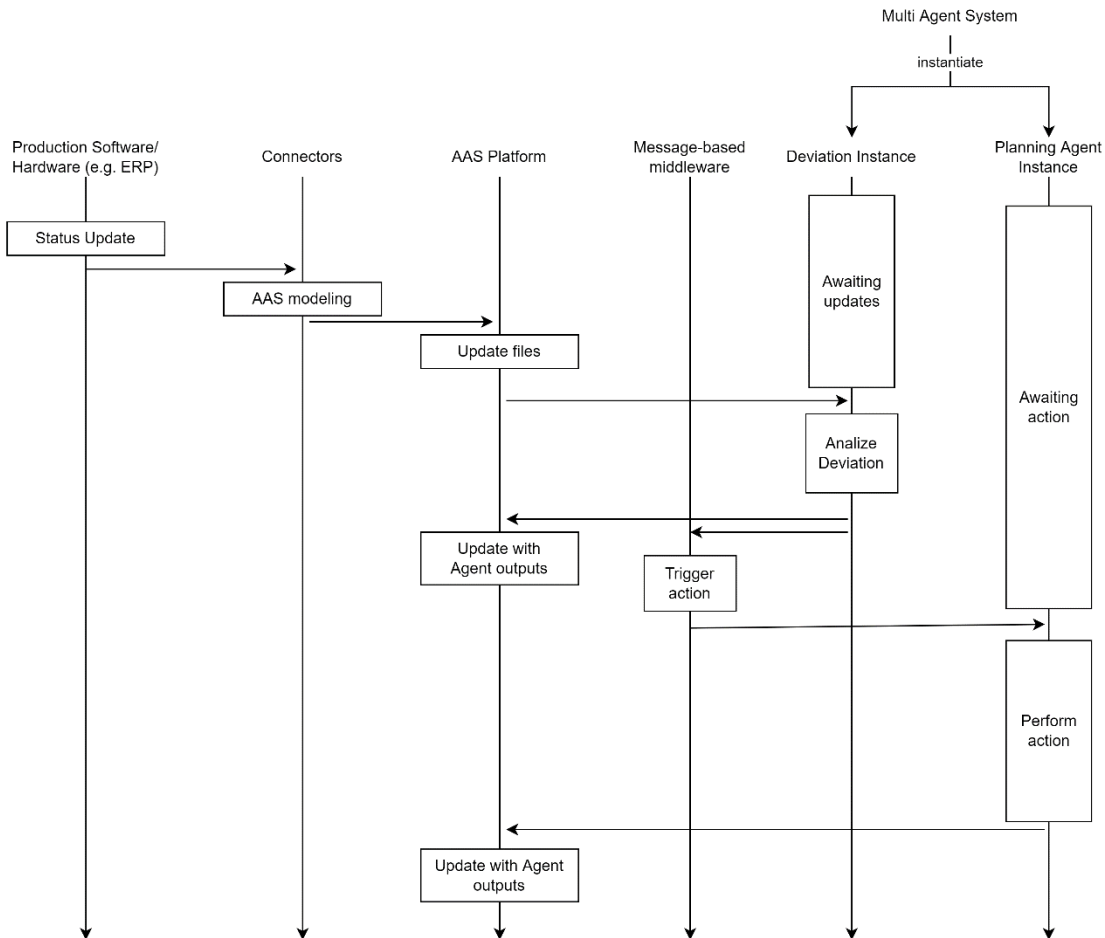 Multi Agent System
instantiate
Production Software/
Hardware (e.g. ERP)
Connectors
AAS Platform
Message-based
middleware
Deviation Instance
Planning Agent
Instance
Status Update
AAS modeling
Update files
Awaiting
updates
Awaiting
action
Analize
Deviation
Update with
Agent outputs
Trigger
action
Perform
action
Update with Agent
outputs